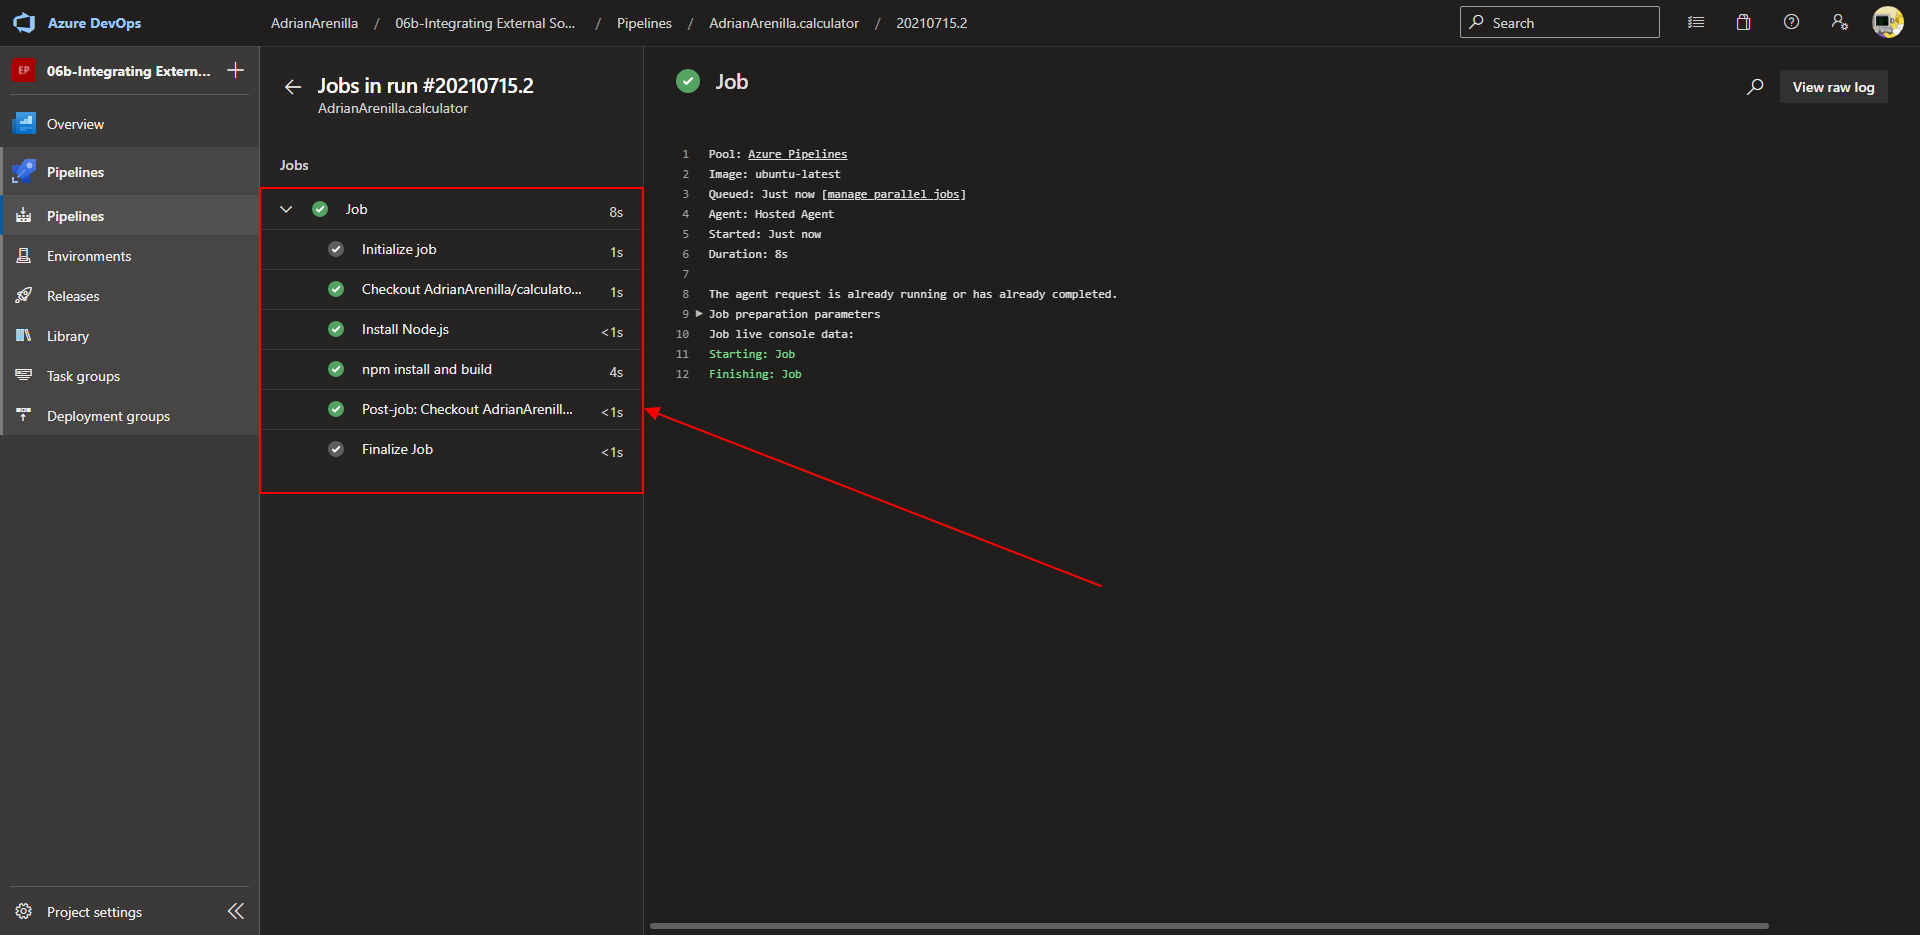 Azure DevOps
AdrianArenilla / 06b-Integrating External So... / Pipelines / AdrianArenilla.calculator / 20210715.2
Search
EP
06b-Integrating Extern...
Overview
Pipelines
Pipelines
Environments
Releases
Library
Task groups
Deployment groups
Project settings
Jobs in run #20210715.2
AdrianArenilla.calculator
Jobs
Job 8s
Initialize job 1s
Checkout AdrianArenilla/calculato... 1s
Install Node.js <1s
npm install and build 4s
Post-job: Checkout AdrianArenill... <1s
Finalize Job <1s
Job
View raw log
1 Pool: Azure Pipelines
2 Image: ubuntu-latest
3 Queued: Just now [manage parallel jobs]
4 Agent: Hosted Agent
5 Started: Just now
6 Duration: 8s
7
8 The agent request is already running or has already completed.
9 Job preparation parameters
10 Job live console data:
11 Starting: Job
12 Finishing: Job